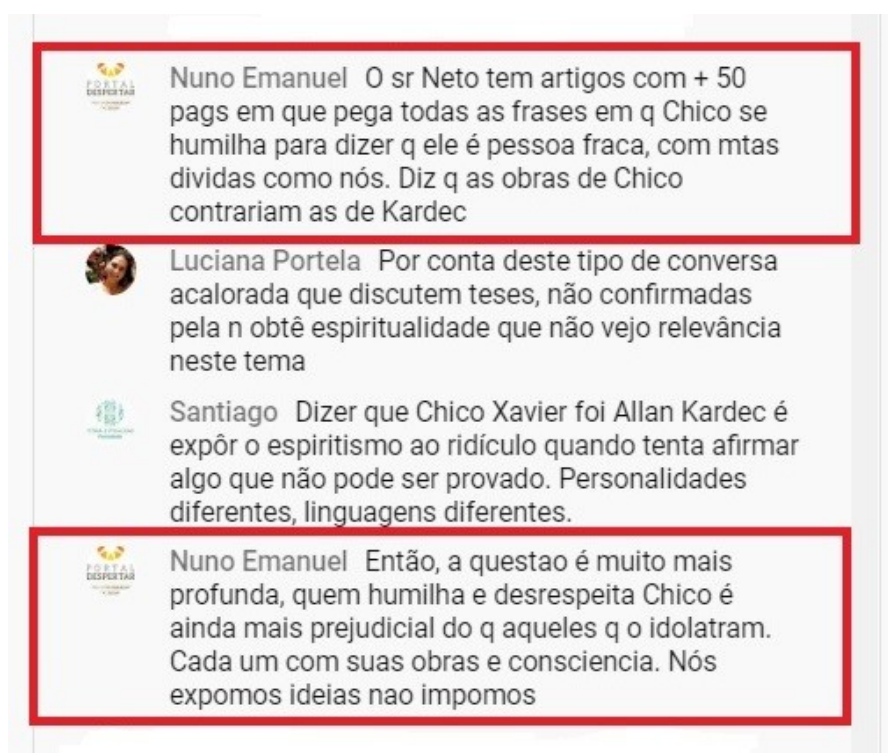 PORTAL
DESPERTAR
Nuno Emanuel O sr Neto tem artigos com + 50
pags em que pega todas as frases em q Chico se
humilha para dizer q ele é pessoa fraca, com mtas
dividas como nós. Diz q as obras de Chico
contrariam as de Kardec
Luciana Portela Por conta deste tipo de conversa
acalorada que discutem teses, não confirmadas
pela n obtê espiritualidade que não vejo relevância
neste tema
Santiago Dizer que Chico Xavier foi Allan Kardec é
expôr o espiritismo ao ridículo quando tenta afirmar
algo que não pode ser provado. Personalidades
diferentes, linguagens diferentes.
PORTAL
DESPERTAR
Nuno Emanuel Então, a questao é muito mais
profunda, quem humilha e desrespeita Chico é
ainda mais prejudicial do q aqueles q o idolatram.
Cada um com suas obras e consciencia. Nós
expomos ideias nao impomos